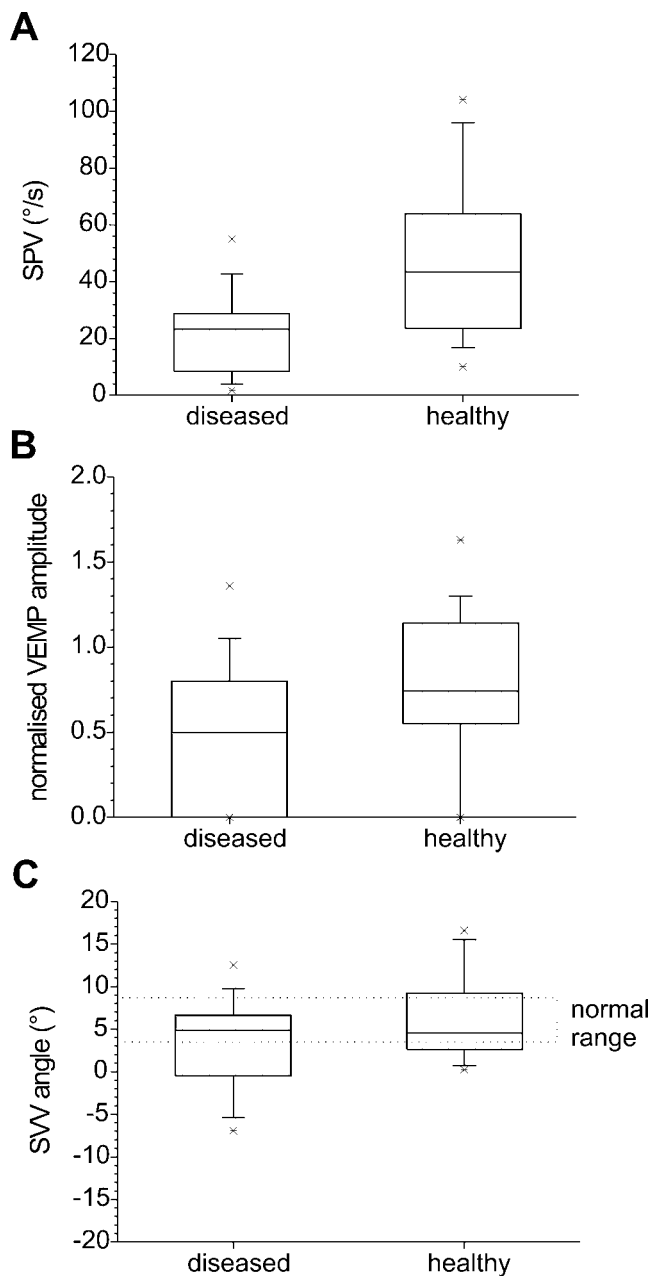 A
SPV (°/s)
120
100
80
60
40
20
0
diseased
healthy
B
normalised VEMP amplitude
2.0
1.5
1.0
0.5
0.0
diseased
healthy
C
SVV angle (°)
20
15
10
5
0
-5
-10
-15
-20
normal
range
diseased
healthy